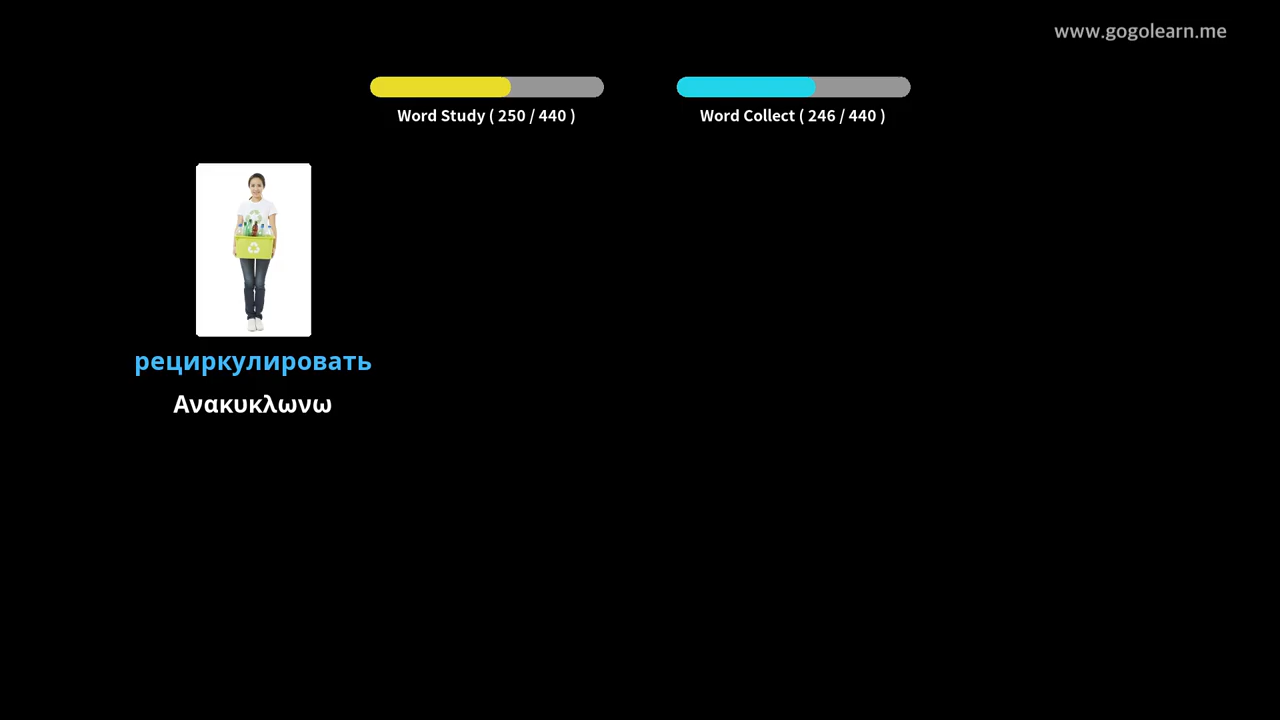 www.gogolearn.me
Word Study ( 250 / 440 )
Word Collect ( 246 / 440 )
рециркулировать
Ανακυκλωνω